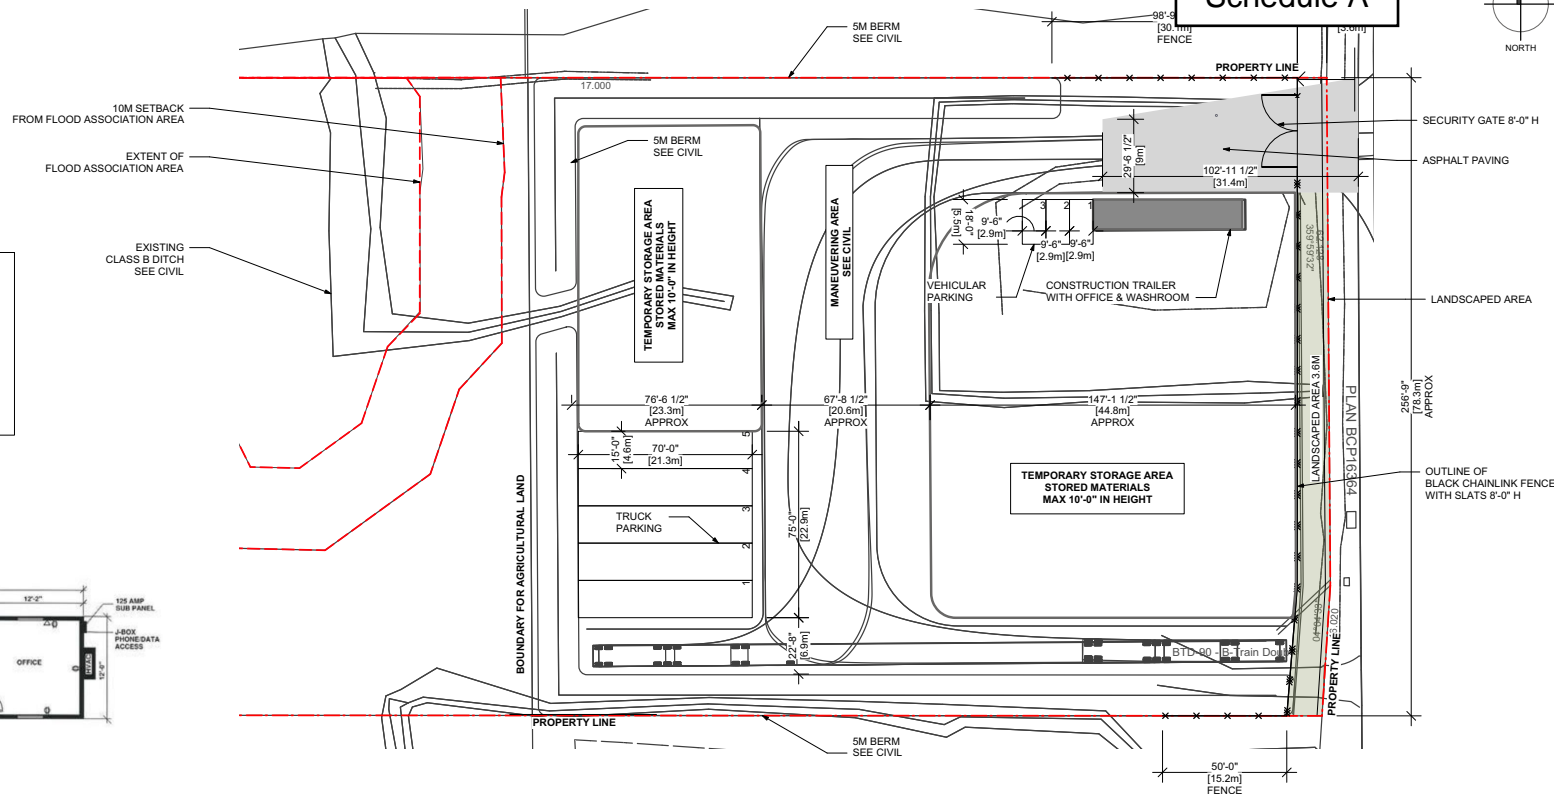 Schedule A
NORTH
98'-9
[30.1m]
FENCE
[3.6m]
5M BERM
SEE CIVIL
PROPERTY LINE
17.000
10M SETBACK
FROM FLOOD ASSOCIATION AREA
EXTENT OF
FLOOD ASSOCIATION AREA
EXISTING
CLASS B DITCH
SEE CIVIL
5M BERM
SEE CIVIL
TEMPORARY STORAGE AREA
STORED MATERIALS
MAX 10'-0" IN HEIGHT
MANEUVERING AREA
SEE CIVIL
29'-6 1/2"
[9m]
102'-11 1/2"
[31.4m]
SECURITY GATE 8'-0" H
ASPHALT PAVING
18'-0"
[5.5m]
9'-6"
[2.9m]
3
2
1
9'-6"
[2.9m]
9'-6"
[2.9m]
VEHICULAR
PARKING
CONSTRUCTION TRAILER
WITH OFFICE & WASHROOM
359°59'32"
LANDSCAPED AREA
LANDSCAPED AREA 3.6M
PLAN BCP16364
256'-9"
[78.3m]
APPROX
76'-6 1/2"
[23.3m]
APPROX
67'-8 1/2"
[20.6m]
APPROX
147'-1 1/2"
[44.8m]
APPROX
15'-0"
[4.6m]
70'-0"
[21.3m]
5
4
3
2
1
TRUCK
PARKING
75'-0"
[22.9m]
TEMPORARY STORAGE AREA
STORED MATERIALS
MAX 10'-0" IN HEIGHT
OUTLINE OF
BLACK CHAINLINK FENCE
WITH SLATS 8'-0" H
BOUNDARY FOR AGRICULTURAL LAND
22'-8"
[6.9m]
BTD-90 - B-Train Doub
PROPERTY LINE
PROPERTY LINE
5M BERM
SEE CIVIL
50'-0"
[15.2m]
FENCE
12'-2"
125 AMP
SUB PANEL
J-BOX
PHONE/DATA
ACCESS
OFFICE
HVAC
12'-0"